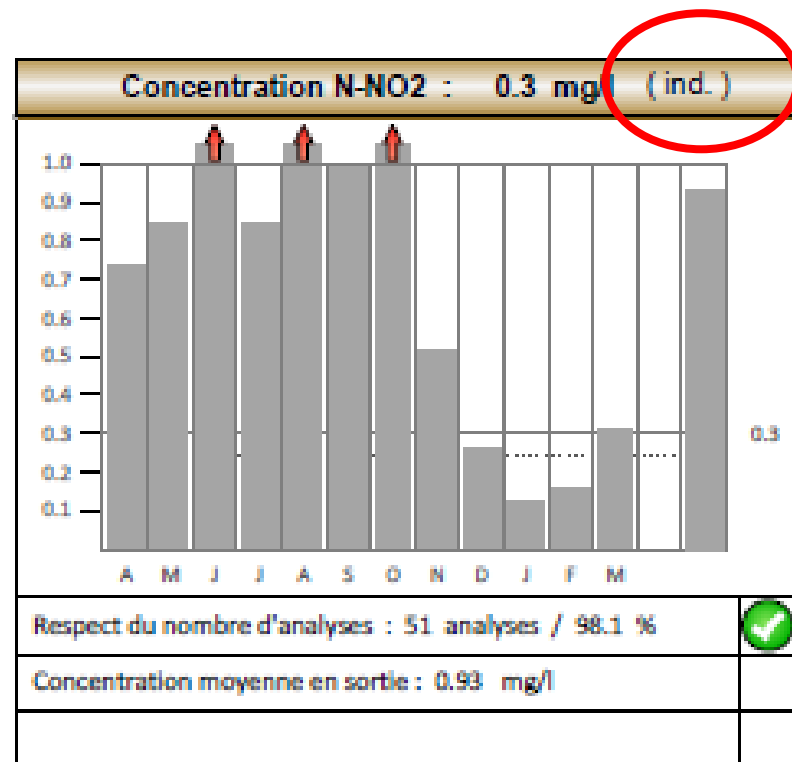 Concentration N-NO2 : 0.3 mg/l ( ind. )
1.0
0.9
0.8
0.7
0.6
0.5
0.4
0.3
0.3
0.2
0.1
A M J J A S O N D J F M
Respect du nombre d'analyses : 51 analyses / 98.1 %
Concentration moyenne en sortie : 0.93 mg/l